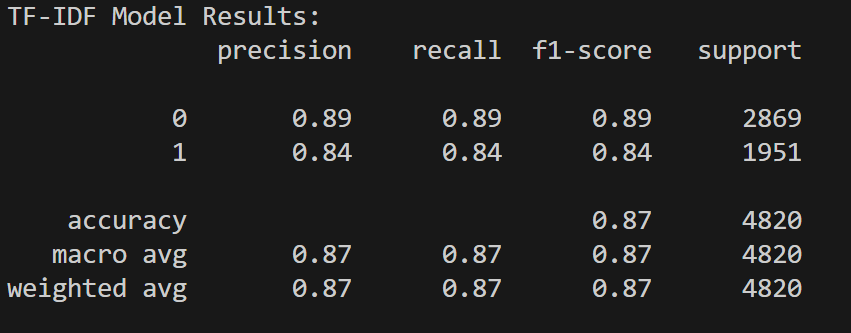 TF-IDF Model Results:
              precision    recall  f1-score   support

           0       0.89      0.89      0.89      2869
           1       0.84      0.84      0.84      1951

    accuracy                           0.87      4820
   macro avg       0.87      0.87      0.87      4820
weighted avg       0.87      0.87      0.87      4820